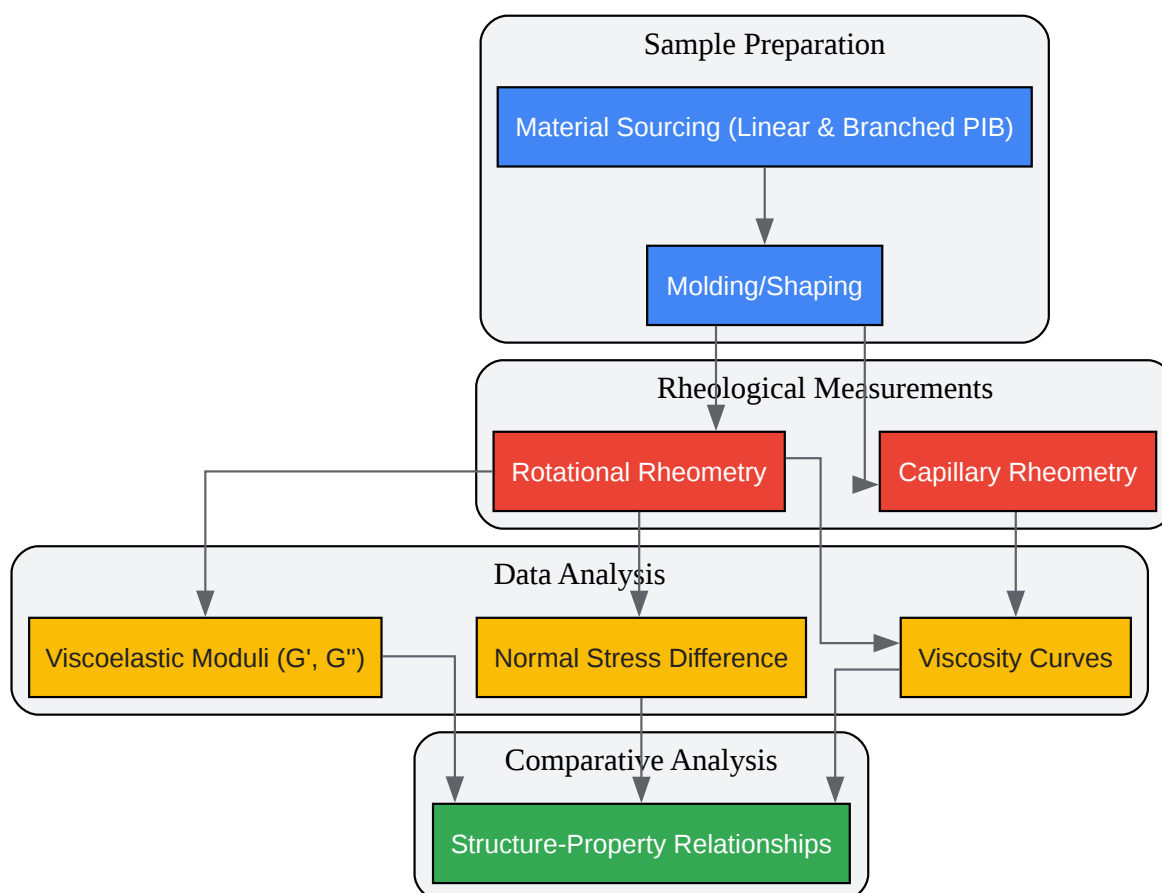 Sample Preparation
Material Sourcing (Linear & Branched PIB)
Molding/Shaping
Rheological Measurements
Rotational Rheometry
Capillary Rheometry
Data Analysis
Viscoelastic Moduli (G', G'')
Normal Stress Difference
Viscosity Curves
Comparative Analysis
Structure-Property Relationships